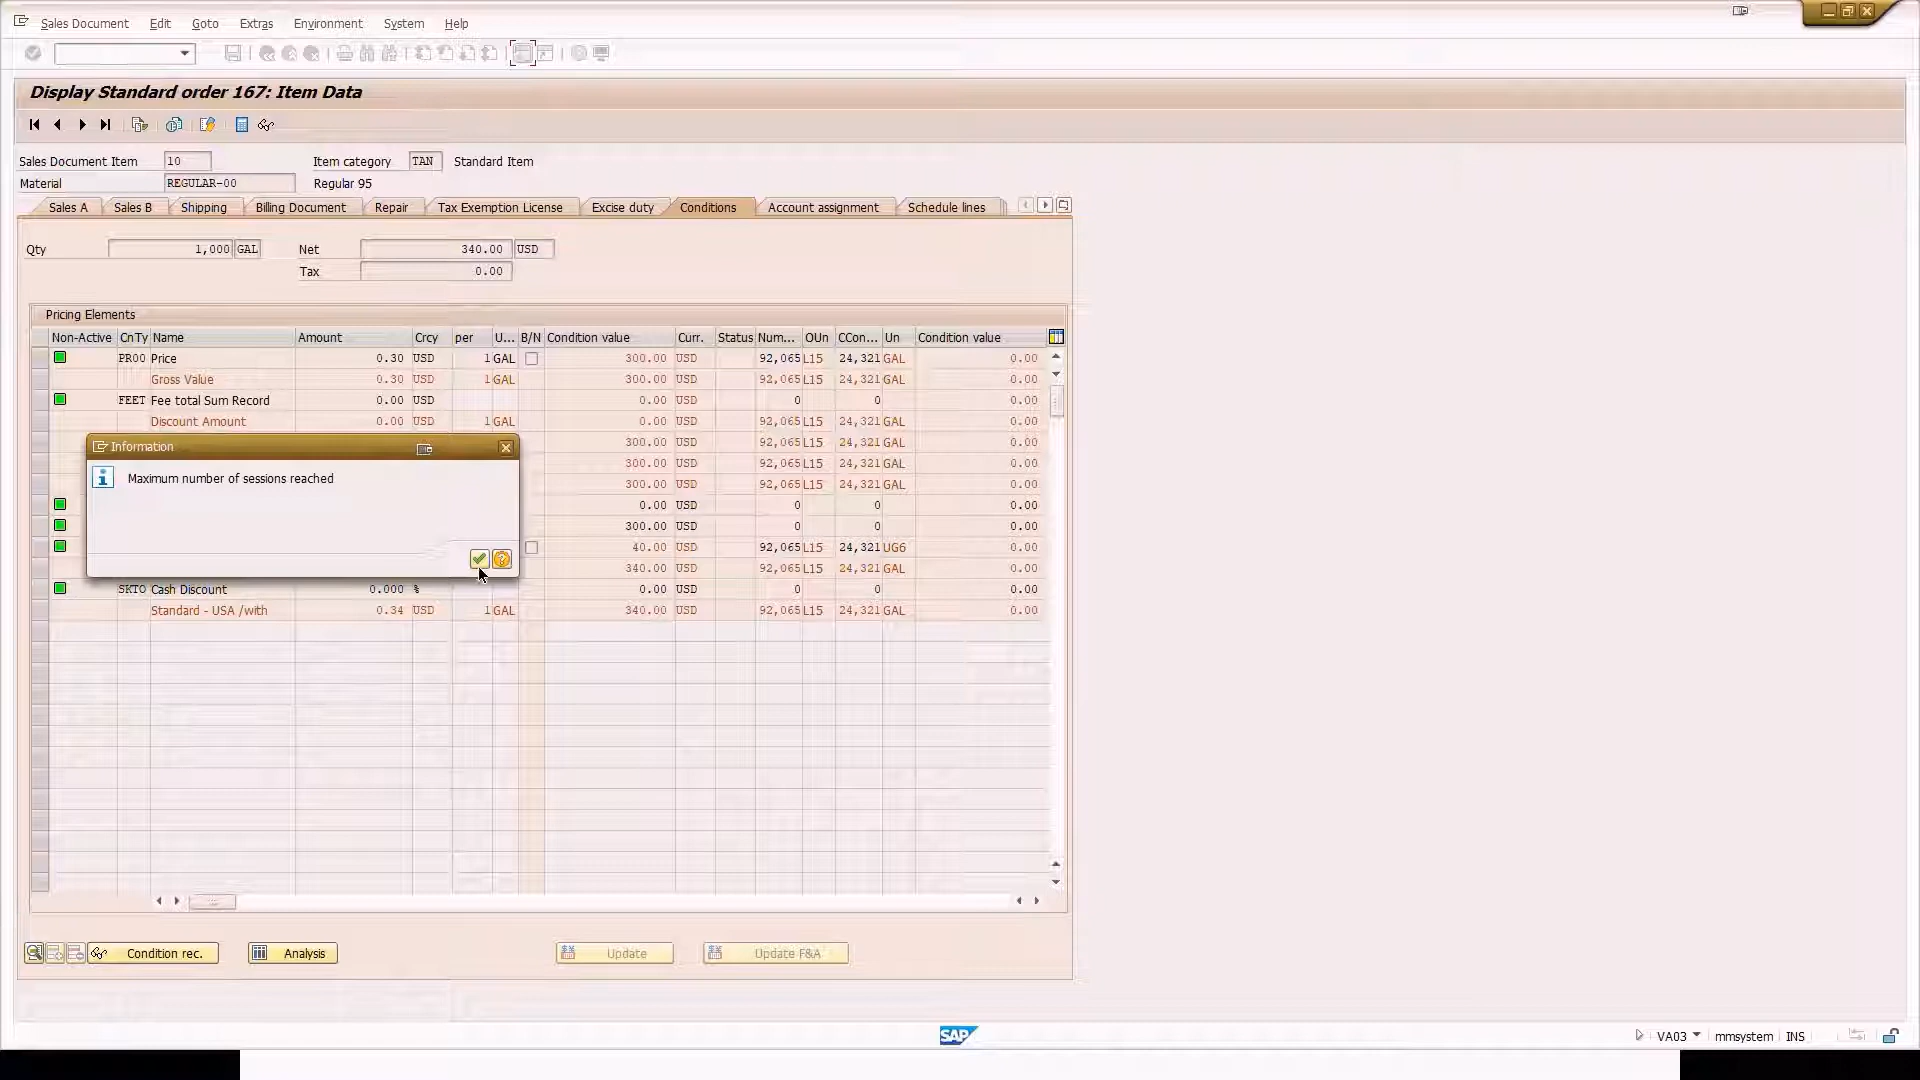 Sales Document Edit Goto Extras Environment System Help
Display Standard order 167: Item Data
Sales Document Item 10 Item category TAN Standard Item
Material REGULAR-00 Regular 95
Sales A Sales B Shipping Billing Document Repair Tax Exemption License Excise duty Conditions Account assignment Schedule lines
Qty 1,000 GAL Net 340.00 USD
Tax 0.00
Pricing Elements
Non-Active CnTy Name Amount Crcy per U... B/N Condition value Curr. Status Num... OUn CCon... Un Condition value
PR00 Price 0.30 USD 1 GAL 300.00 USD 92,065 L15 24,321 GAL 0.00
Gross Value 0.30 USD 1 GAL 300.00 USD 92,065 L15 24,321 GAL 0.00
FEET Fee total Sum Record 0.00 USD 0.00 USD 0 0 0.00
Discount Amount 0.00 USD 1 GAL 0.00 USD 92,065 L15 24,321 GAL 0.00
300.00 USD 92,065 L15 24,321 GAL 0.00
300.00 USD 92,065 L15 24,321 GAL 0.00
300.00 USD 92,065 L15 24,321 GAL 0.00
0.00 USD 0 0 0.00
300.00 USD 0 0 0.00
40.00 USD 92,065 L15 24,321 UG6 0.00
340.00 USD 92,065 L15 24,321 GAL 0.00
Information
Maximum number of sessions reached
SKTO Cash Discount 0.000 % 0.00 USD 0 0 0.00
Standard - USA /with 0.34 USD 1 GAL 340.00 USD 92,065 L15 24,321 GAL 0.00
Condition rec. Analysis Update Update F&A
SAP VA03 mmsystem INS